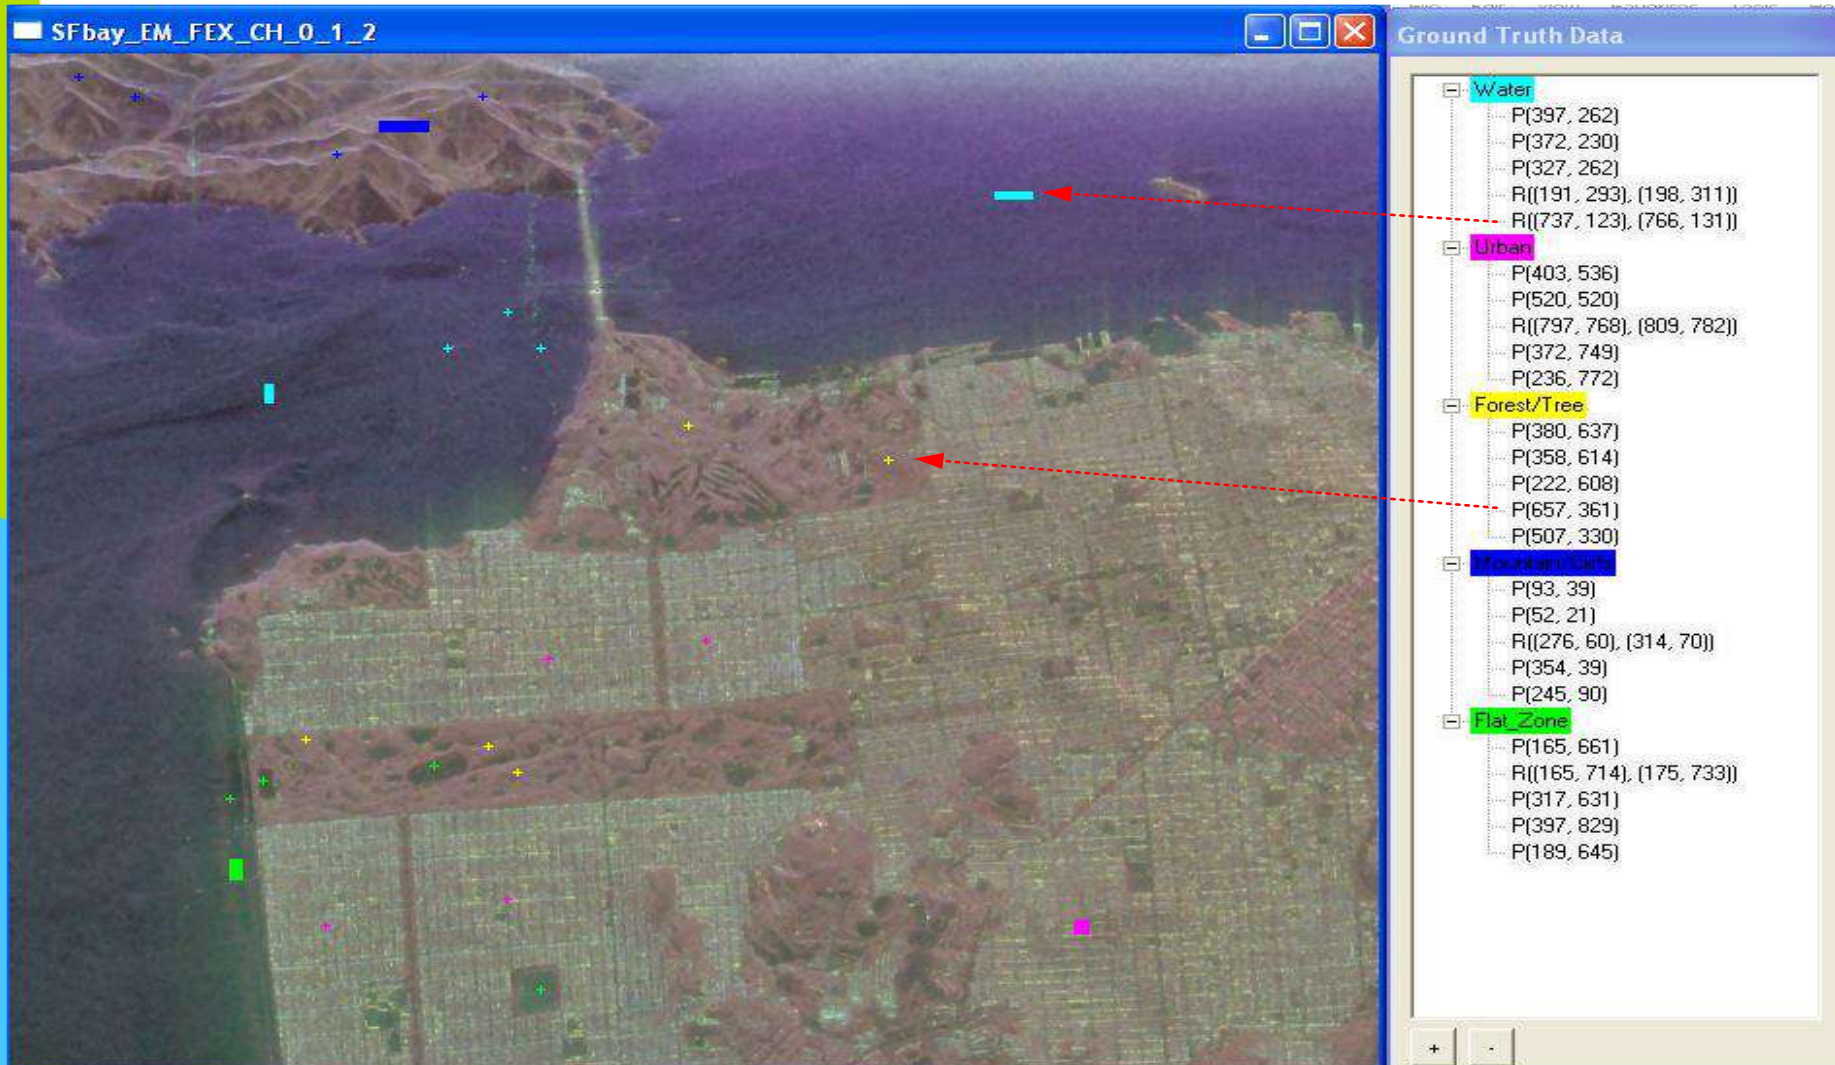 SFbay_EM_FEX_CH_0_1_2
Ground Truth Data
Water
P(397, 262)
P(372, 230)
P(327, 262)
R((191, 293), (198, 311))
R((737, 123), (766, 131))
Urban
P(403, 536)
P(520, 520)
R((797, 768), (809, 782))
P(372, 749)
P(236, 772)
Forest/Tree
P(380, 637)
P(358, 614)
P(222, 608)
P(657, 361)
P(507, 330)
P(93, 39)
P(52, 21)
R((276, 60), (314, 70))
P(354, 39)
P(245, 90)
Flat_Zone
P(165, 661)
R((165, 714), (175, 733))
P(317, 631)
P(397, 829)
P(189, 645)
+ -